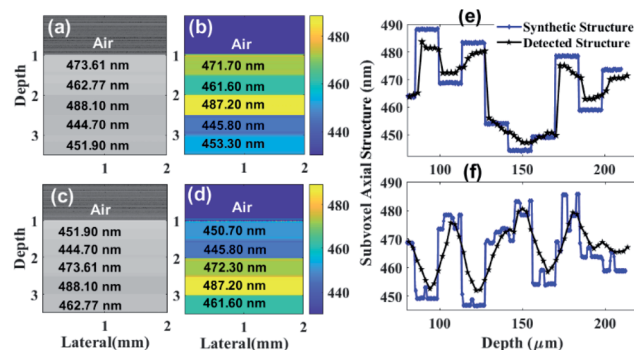 (a)
Air
473.61 nm
462.77 nm
488.10 nm
444.70 nm
451.90 nm
1
2
3
Depth
1
2
(b)
Air
471.70 nm
461.60 nm
487.20 nm
445.80 nm
453.30 nm
1
2
480
460
440
(c)
Air
451.90 nm
444.70 nm
473.61 nm
488.10 nm
462.77 nm
1
2
3
Depth
1
2
Lateral(mm)
(d)
Air
450.70 nm
445.80 nm
472.30 nm
487.20 nm
461.60 nm
1
2
Lateral(mm)
480
460
440
Subvoxel Axial Structure (nm)
(e)
Synthetic Structure
Detected Structure
490
480
470
460
450
100
150
200
(f)
490
480
470
460
450
100
150
200
Depth (μm)